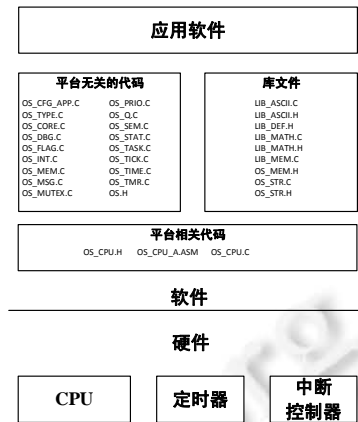 应用软件
平台无关的代码
OS_CFG_APP.C OS_PRIO.C
OS_TYPE.C OS_Q.C
OS_CORE.C OS_SEM.C
OS_DBG.C OS_STAT.C
OS_FLAG.C OS_TASK.C
OS_INT.C OS_TICK.C
OS_MEM.C OS_TIME.C
OS_MSG.C OS_TMR.C
OS_MUTEX.C OS.H
库文件
LIB_ASCII.C
LIB_ASCII.H
LIB_DEF.H
LIB_MATH.C
LIB_MATH.H
LIB_MEM.C
OS_MEM.H
OS_STR.C
OS_STR.H
平台相关代码
OS_CPU.H OS_CPU_A.ASM OS_CPU.C
软件
硬件
CPU
定时器
中断
控制器